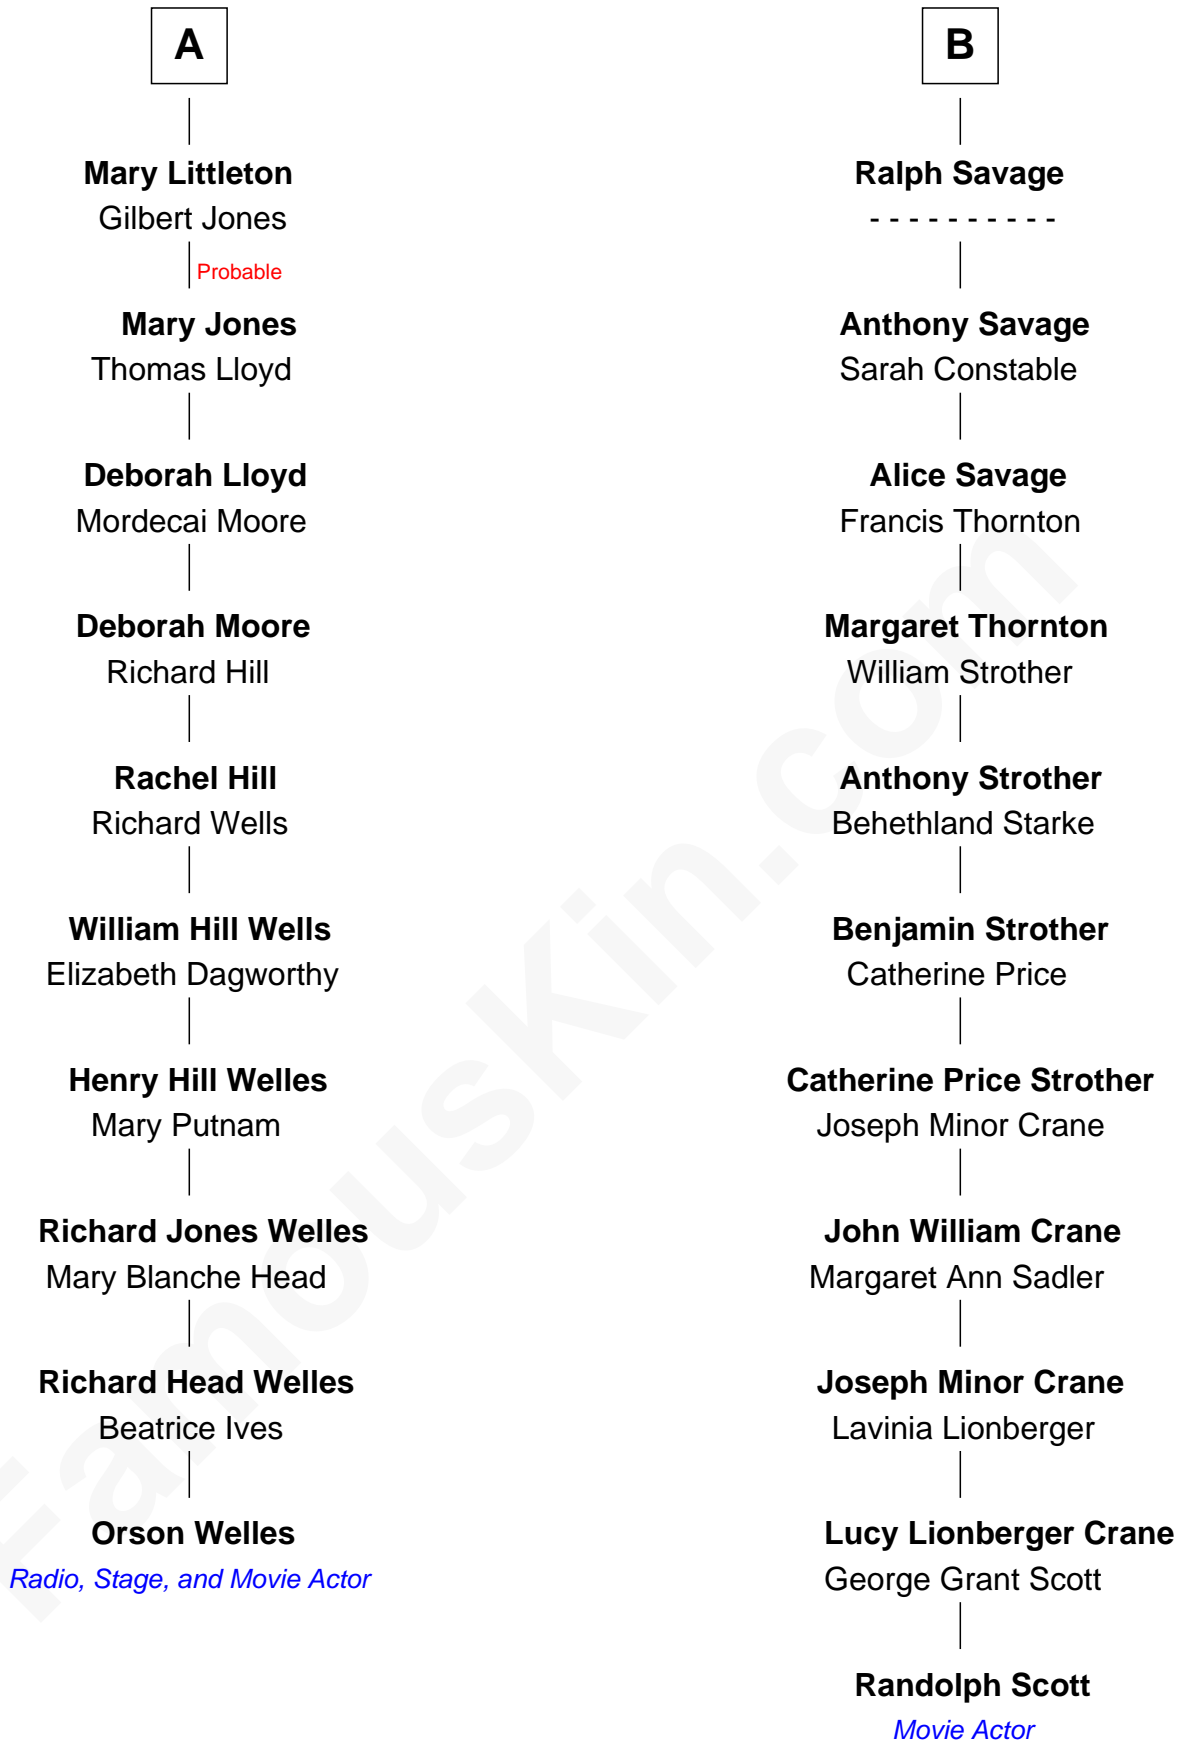 A
B
Mary Littleton
Ralph Savage
Gilbert Jones
- - - - - - - - - -
Probable
Mary Jones
Anthony Savage
Thomas Lloyd
Sarah Constable
Deborah Lloyd
Alice Savage
Mordecai Moore
Francis Thornton
Deborah Moore
Margaret Thornton
Richard Hill
William Strother
Rachel Hill
Anthony Strother
Richard Wells
Behethland Starke
William Hill Wells
Benjamin Strother
Elizabeth Dagworthy
Catherine Price
Henry Hill Welles
Catherine Price Strother
Mary Putnam
Joseph Minor Crane
Richard Jones Welles
John William Crane
Mary Blanche Head
Margaret Ann Sadler
Richard Head Welles
Joseph Minor Crane
Beatrice Ives
Lavinia Lionberger
Orson Welles
Lucy Lionberger Crane
Radio, Stage, and Movie Actor
George Grant Scott
Randolph Scott
Movie Actor
FamousKin.com